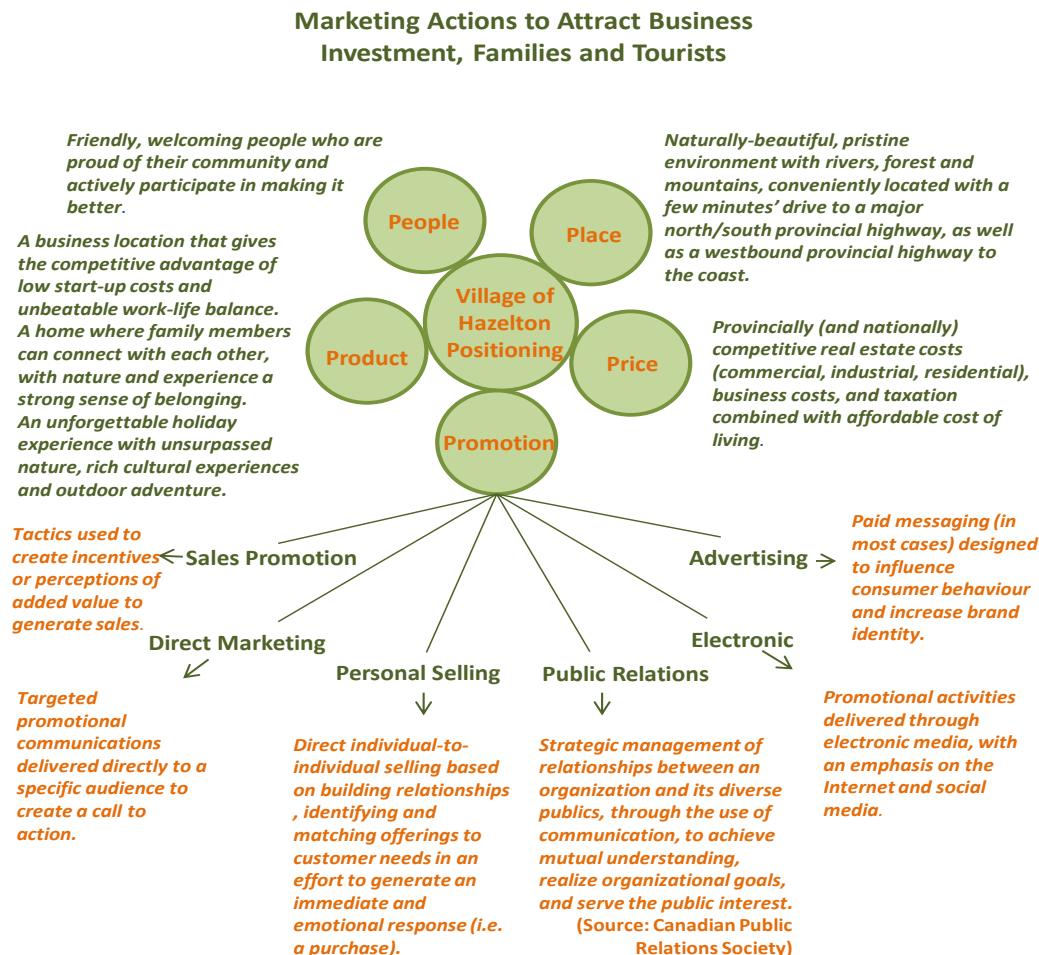 Marketing Actions to Attract Business
Investment, Families and Tourists
Friendly, welcoming people who are
proud of their community and
actively participate in making it
better.
Naturally-beautiful, pristine
environment with rivers, forest and
mountains, conveniently located with a
few minutes’ drive to a major
north/south provincial highway, as well
as a westbound provincial highway to
the coast.
People
Place
A business location that gives
the competitive advantage of
low start-up costs and
unbeatable work-life balance.
A home where family members
can connect with each other,
with nature and experience a
strong sense of belonging.
An unforgettable holiday
experience with unsurpassed
nature, rich cultural experiences
and outdoor adventure.
Village of
Hazelton
Positioning
Product
Price
Provincially (and nationally)
competitive real estate costs
(commercial, industrial, residential),
business costs, and taxation
combined with affordable cost of
living.
Promotion
Tactics used to
create incentives
or perceptions of
added value to
generate sales.
Sales Promotion
Advertising
Paid messaging (in
most cases) designed
to influence
consumer behaviour
and increase brand
identity.
Direct Marketing
Personal Selling
Public Relations
Electronic
Targeted
promotional
communications
delivered directly to a
specific audience to
create a call to
action.
Direct individual-to-
individual selling based
on building relationships
, identifying and
matching offerings to
customer needs in an
effort to generate an
immediate and
emotional response (i.e.
a purchase).
Strategic management of
relationships between an
organization and its diverse
publics, through the use of
communication, to achieve
mutual understanding,
realize organizational goals,
and serve the public interest.
(Source: Canadian Public
Relations Society)
Promotional activities
delivered through
electronic media, with
an emphasis on the
Internet and social
media.